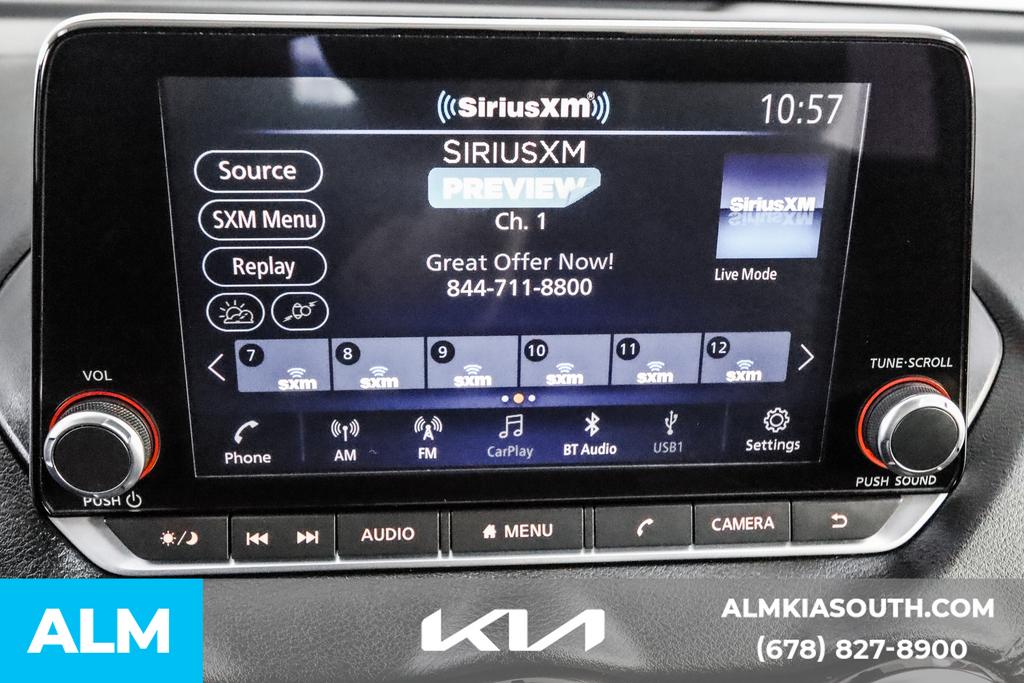 SiriusXm®
10:57
SIRIUSXM
PREVIEW
Ch. 1
Great Offer Now!
844-711-8800
Source
SXM Menu
Replay
SiriusXM
Live Mode
7 sxm
8 sxm
9 sxm
10 sxm
11 sxm
12 sxm
Phone
AM
FM
CarPlay
BT Audio
USB1
Settings
VOL
PUSH
TUNE·SCROLL
PUSH SOUND
AUDIO
MENU
CAMERA
ALM
KIA
ALMKIASOUTH.COM
(678) 827-8900